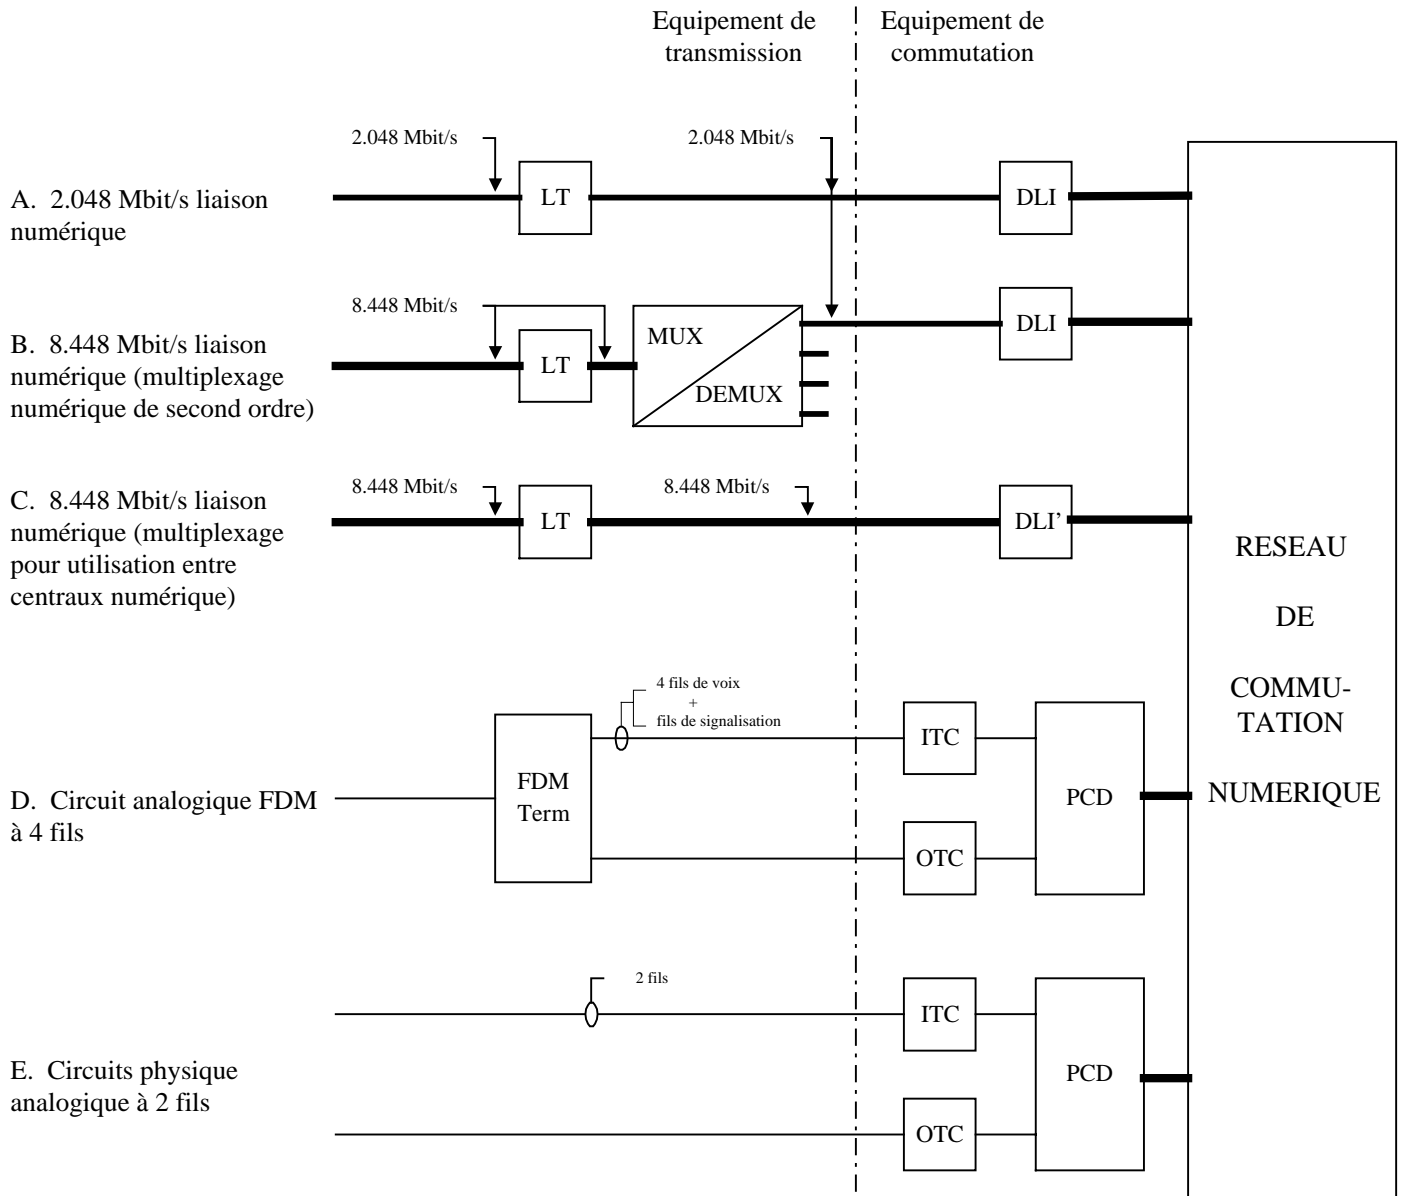 Equipement de
transmission
Equipement de
commutation
2.048 Mbit/s
2.048 Mbit/s
A. 2.048 Mbit/s liaison
numérique
LT
DLI
8.448 Mbit/s
B. 8.448 Mbit/s liaison
numérique (multiplexage
numérique de second ordre)
LT
MUX
DEMUX
DLI
8.448 Mbit/s
8.448 Mbit/s
C. 8.448 Mbit/s liaison
numérique (multiplexage
pour utilisation entre
centraux numérique)
LT
DLI’
RESEAU
DE
COMMU-
TATION
NUMERIQUE
4 fils de voix
+
fils de signalisation
D. Circuit analogique FDM
à 4 fils
FDM
Term
ITC
OTC
PCD
2 fils
E. Circuits physique
analogique à 2 fils
ITC
OTC
PCD